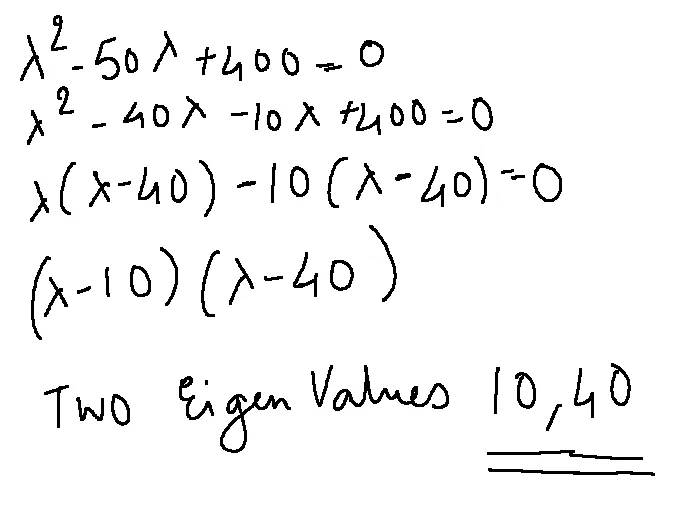 λ² - 50λ + 400 = 0
λ² - 40λ - 10λ + 400 = 0
λ(λ-40) - 10(λ-40) = 0
(λ-10)(λ-40)
Two Eigen Values 10,40